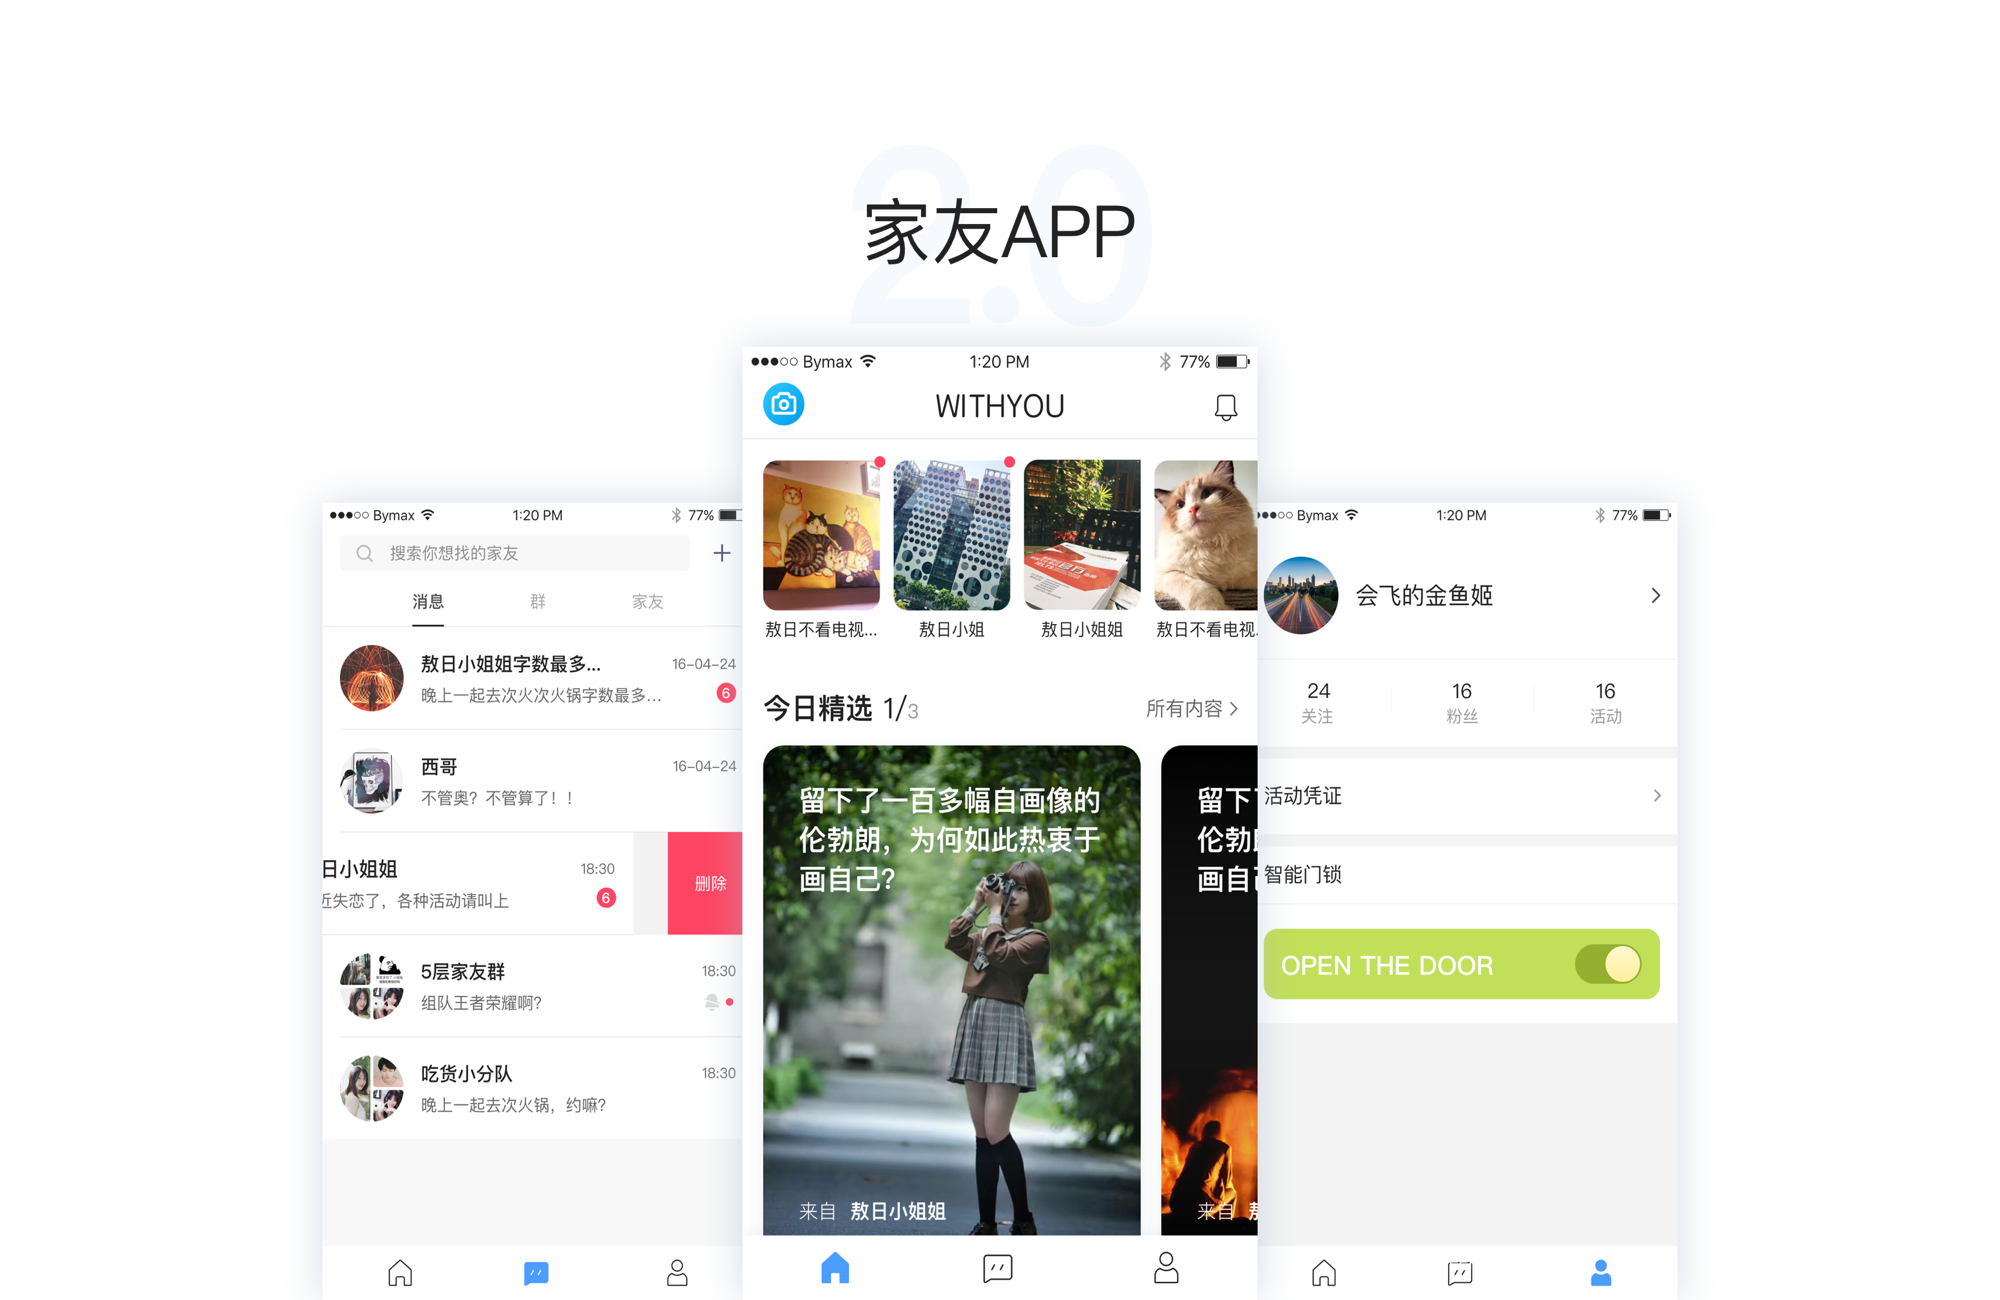 2.0
家友APP
●●●○○ Bymax 1:20 PM 77%
搜索你想找的家友
消息 群 家友
敖日小姐姐字数最多... 16-04-24
晚上一起去次火次火锅字数最多... 6
西哥 16-04-24
不管奥？不管算了！！
日小姐姐 18:30
近失恋了，各种活动请叫上 6
删除
5层家友群 18:30
组队王者荣耀啊？
吃货小分队 18:30
晚上一起去次火锅，约嘛？
●●●○○ Bymax 1:20 PM 77%
WITHYOU
敖日不看电视... 敖日小姐 敖日小姐姐 敖日不看电视.
今日精选 1/3 所有内容
留下了一百多幅自画像的
伦勃朗，为何如此热衷于
画自己？
来自 敖日小姐姐
留下
伦勃
画自
来自
●●○○ Bymax 1:20 PM 77%
会飞的金鱼姬
24 16 16
关注 粉丝 活动
活动凭证
智能门锁
OPEN THE DOOR